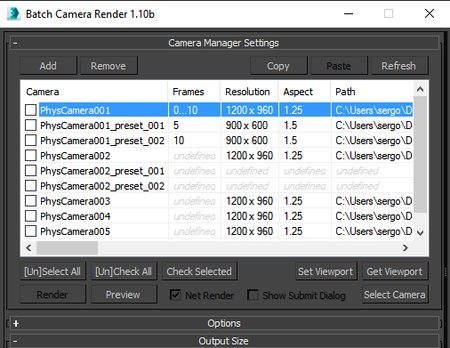 Batch Camera Render 1.10b
- Camera Manager Settings
Add Remove Copy Paste Refresh
Camera Frames Resolution Aspect Path
PhysCamera001 0...10 1200 x 960 1.25 C:\Users\sergo\D
PhysCamera001_preset_001 5 900 x 600 1.5 C:\Users\sergo\D
PhysCamera001_preset_002 10 900 x 600 1.5 C:\Users\sergo\D
PhysCamera002 undefined 1200 x 960 1.25 C:\Users\sergo\D
PhysCamera002_preset_001 undefined undefined undefined undefined
PhysCamera002_preset_002 undefined undefined undefined undefined
PhysCamera003 undefined 1200 x 960 1.25 C:\Users\sergo\D
PhysCamera004 undefined 1200 x 960 1.25 C:\Users\sergo\D
PhysCamera005 undefined 1200 x 960 1.25 C:\Users\sergo\D
[Un]Select All [Un]Check All Check Selected Set Viewport Get Viewport
Render Preview Net Render Show Submit Dialog Select Camera
+ Options
- Output Size